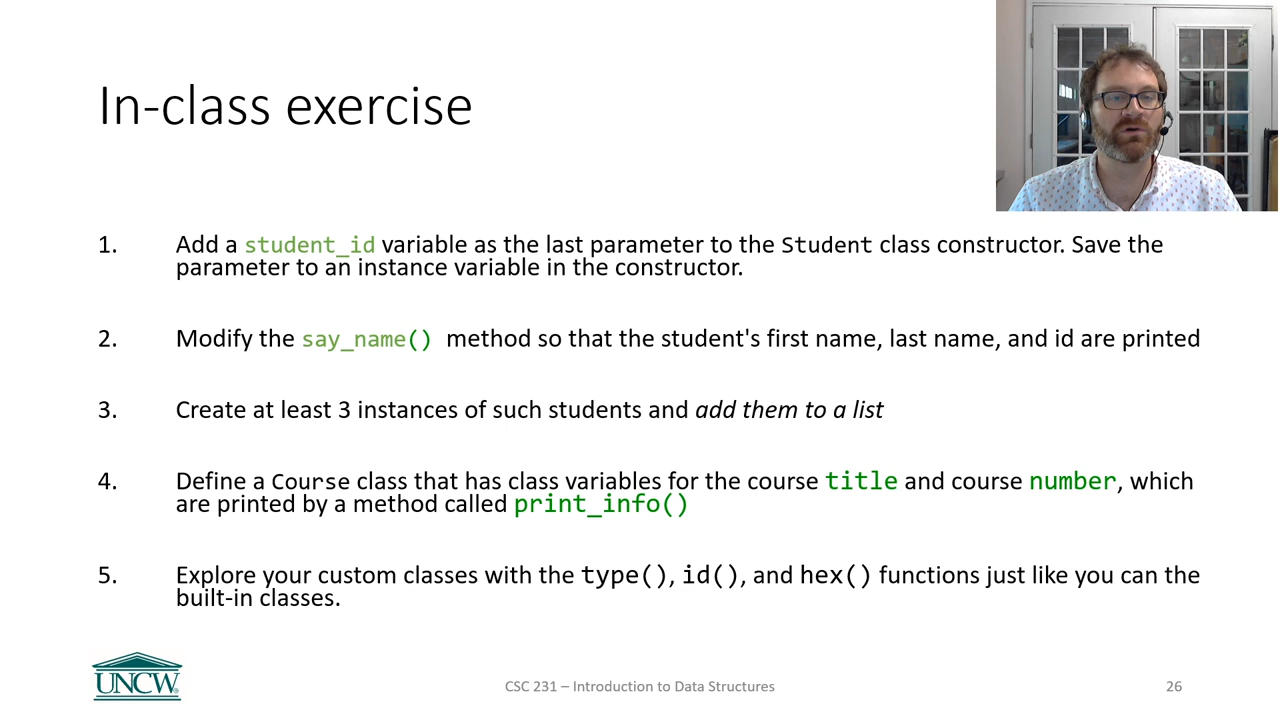 In-class exercise
1. Add a student_id variable as the last parameter to the Student class constructor. Save the
parameter to an instance variable in the constructor.
2. Modify the say_name() method so that the student's first name, last name, and id are printed
3. Create at least 3 instances of such students and add them to a list
4. Define a Course class that has class variables for the course title and course number, which
are printed by a method called print_info()
5. Explore your custom classes with the type(), id(), and hex() functions just like you can the
built-in classes.
UNCW
CSC 231 – Introduction to Data Structures
26